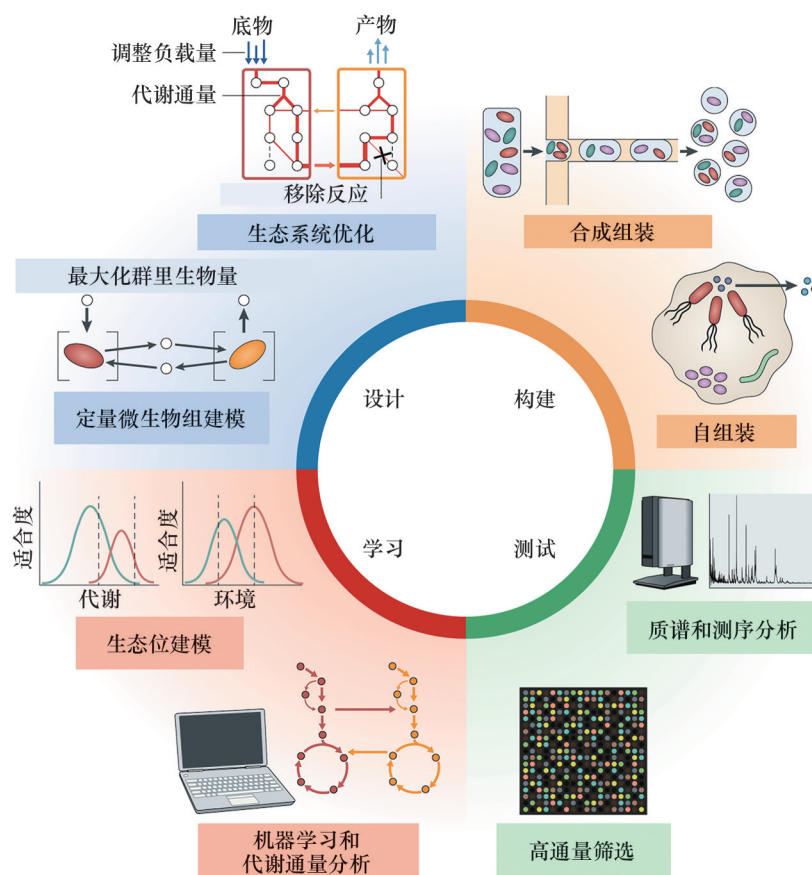 底物
产物
调整负载量
代谢通量
移除反应
生态系统优化
合成组装
最大化群里生物量
定量微生物组建模
自组装
设计
构建
学习
测试
适合度
代谢
适合度
环境
生态位建模
质谱和测序分析
机器学习和
代谢通量分析
高通量筛选